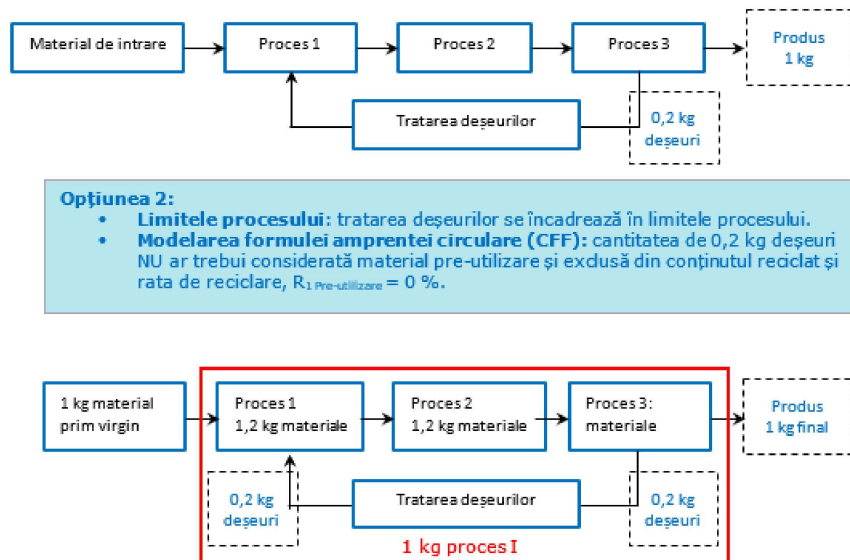 Material de intrare
Proces 1
Proces 2
Proces 3
Produs
1 kg
Tratarea deșeurilor
0,2 kg
deșeuri
Opțiunea 2:
• Limitele procesului: tratarea deșeurilor se încadrează în limitele procesului.
• Modelarea formulei amprentei circulare (CFF): cantitatea de 0,2 kg deșeuri
NU ar trebui considerată material pre-utilizare și exclusă din conținutul reciclat și
rata de reciclare, R1 Pre-utilizare = 0 %.
1 kg material
prim virgin
Proces 1
1,2 kg materiale
Proces 2
1,2 kg materiale
Proces 3:
materiale
Produs
1 kg final
0,2 kg
deșeuri
Tratarea deșeurilor
0,2 kg
deșeuri
1 kg proces I